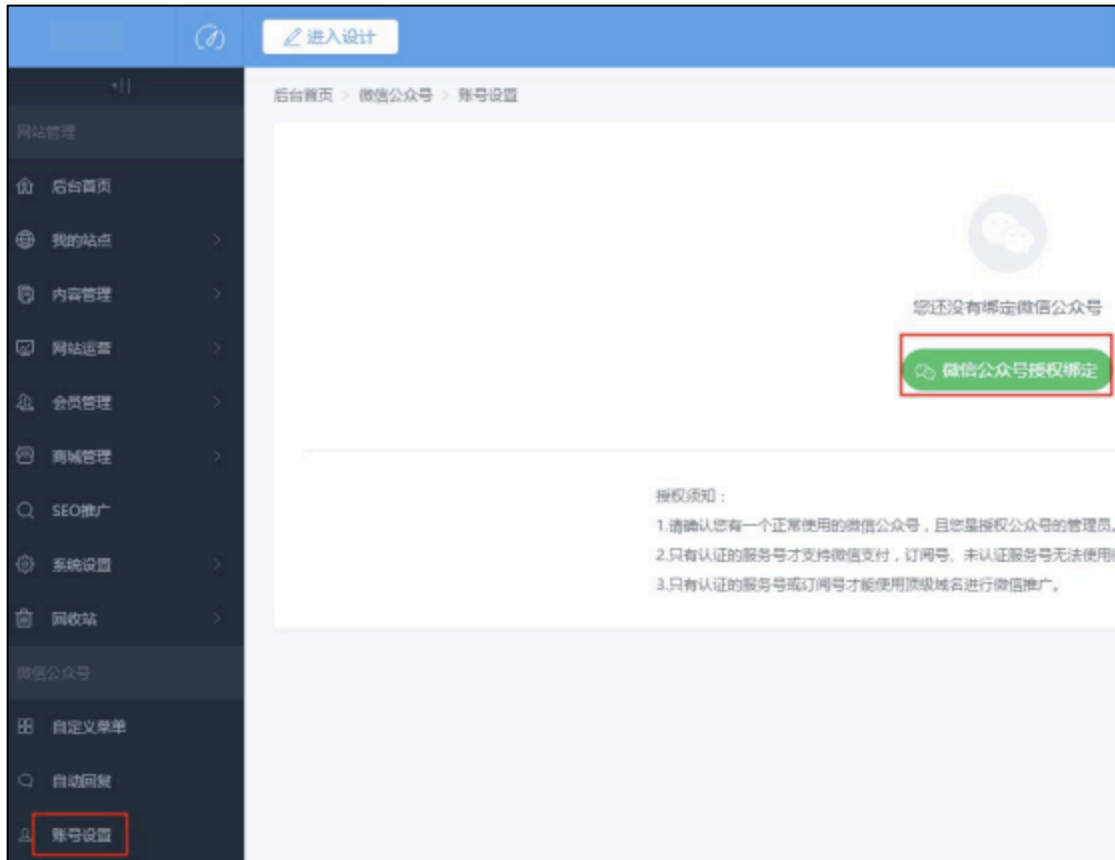 进入设计
后台首页 > 微信公众号 > 账号设置
网站管理
后台首页
我的站点
内容管理
网站运营
会员管理
商城管理
SEO推广
系统设置
回收站
微信公众号
自定义菜单
自动回复
账号设置
您还没有绑定微信公众号
微信公众号授权绑定
授权须知：
1.请确认您有一个正常使用的微信公众号，且您是授权公众号的管理员。
2.只有认证的服务号才支持微信支付，订阅号、未认证服务号无法使用
3.只有认证的服务号或订阅号才能使用顶级域名进行微信推广。